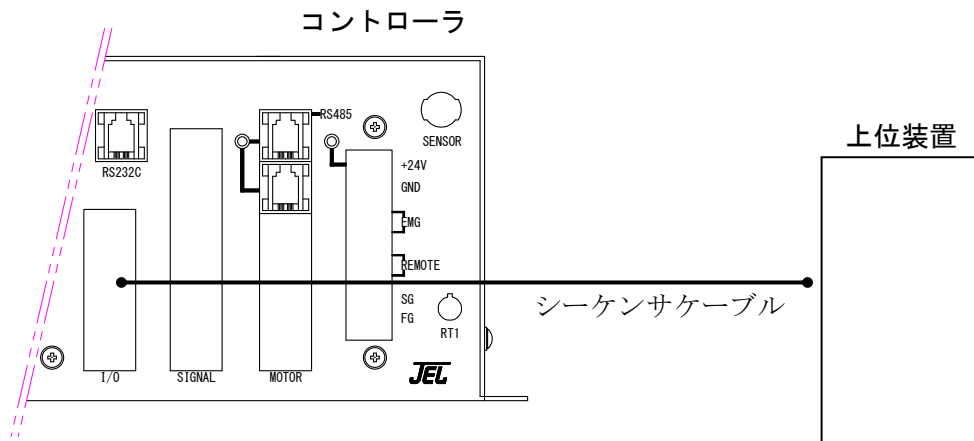 コントローラ
RS485
SENSOR
上位装置
RS232C
+24V
GND
EMG
REMOTE
シーケンサケーブル
SG
FG
RT1
I/O
SIGNAL
MOTOR
JEL